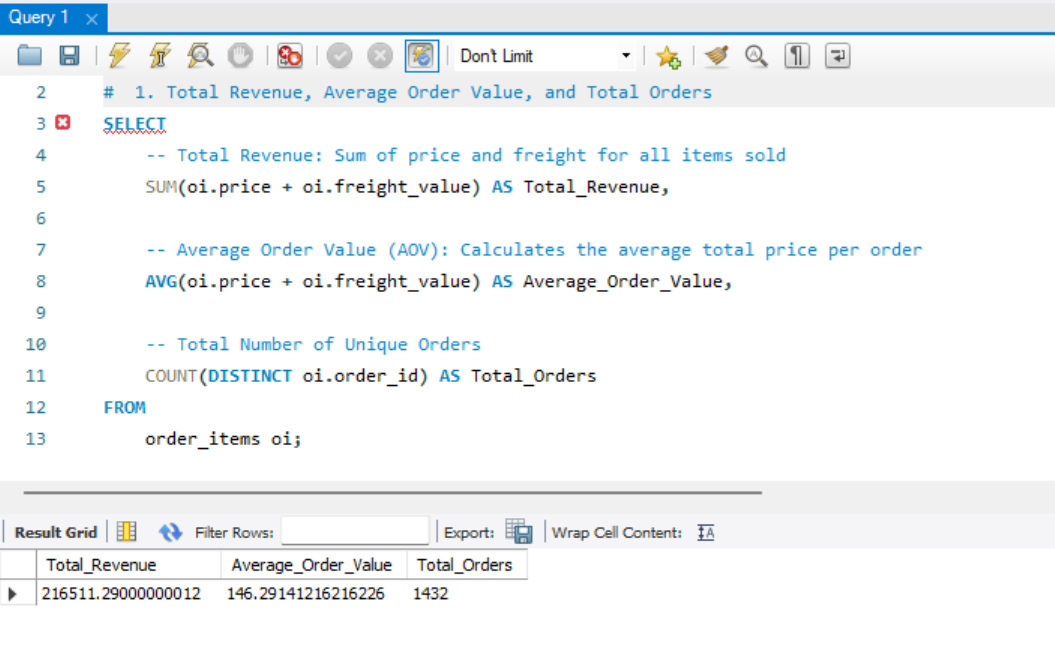 Query 1
Don't Limit
2 # 1. Total Revenue, Average Order Value, and Total Orders
3 SELECT
4 -- Total Revenue: Sum of price and freight for all items sold
5 SUM(oi.price + oi.freight_value) AS Total_Revenue,
6
7 -- Average Order Value (AOV): Calculates the average total price per order
8 AVG(oi.price + oi.freight_value) AS Average_Order_Value,
9
10 -- Total Number of Unique Orders
11 COUNT(DISTINCT oi.order_id) AS Total_Orders
12 FROM
13 order_items oi;
Result Grid Filter Rows: Export: Wrap Cell Content: IA
Total_Revenue Average_Order_Value Total_Orders
216511.29000000012 146.29141216216226 1432